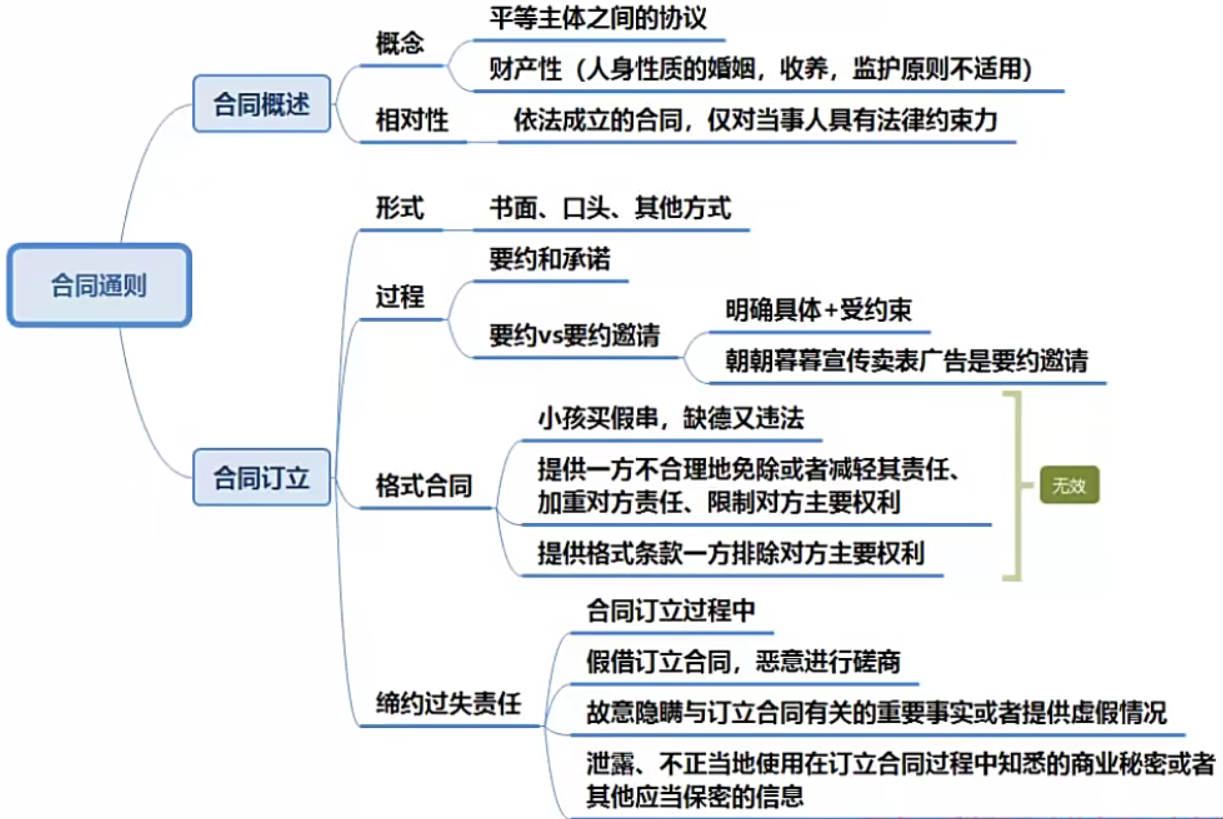 合同通则
合同概述
概念
平等主体之间的协议
财产性（人身性质的婚姻，收养，监护原则不适用）
相对性
依法成立的合同，仅对当事人具有法律约束力
合同订立
形式
书面、口头、其他方式
过程
要约和承诺
要约vs要约邀请
明确具体+受约束
朝朝暮暮宣传卖表广告是要约邀请
格式合同
小孩买假串，缺德又违法
提供一方不合理地免除或者减轻其责任、
加重对方责任、限制对方主要权利
提供格式条款一方排除对方主要权利
无效
缔约过失责任
合同订立过程中
假借订立合同，恶意进行磋商
故意隐瞒与订立合同有关的重要事实或者提供虚假情况
泄露、不正当地使用在订立合同过程中知悉的商业秘密或者
其他应当保密的信息